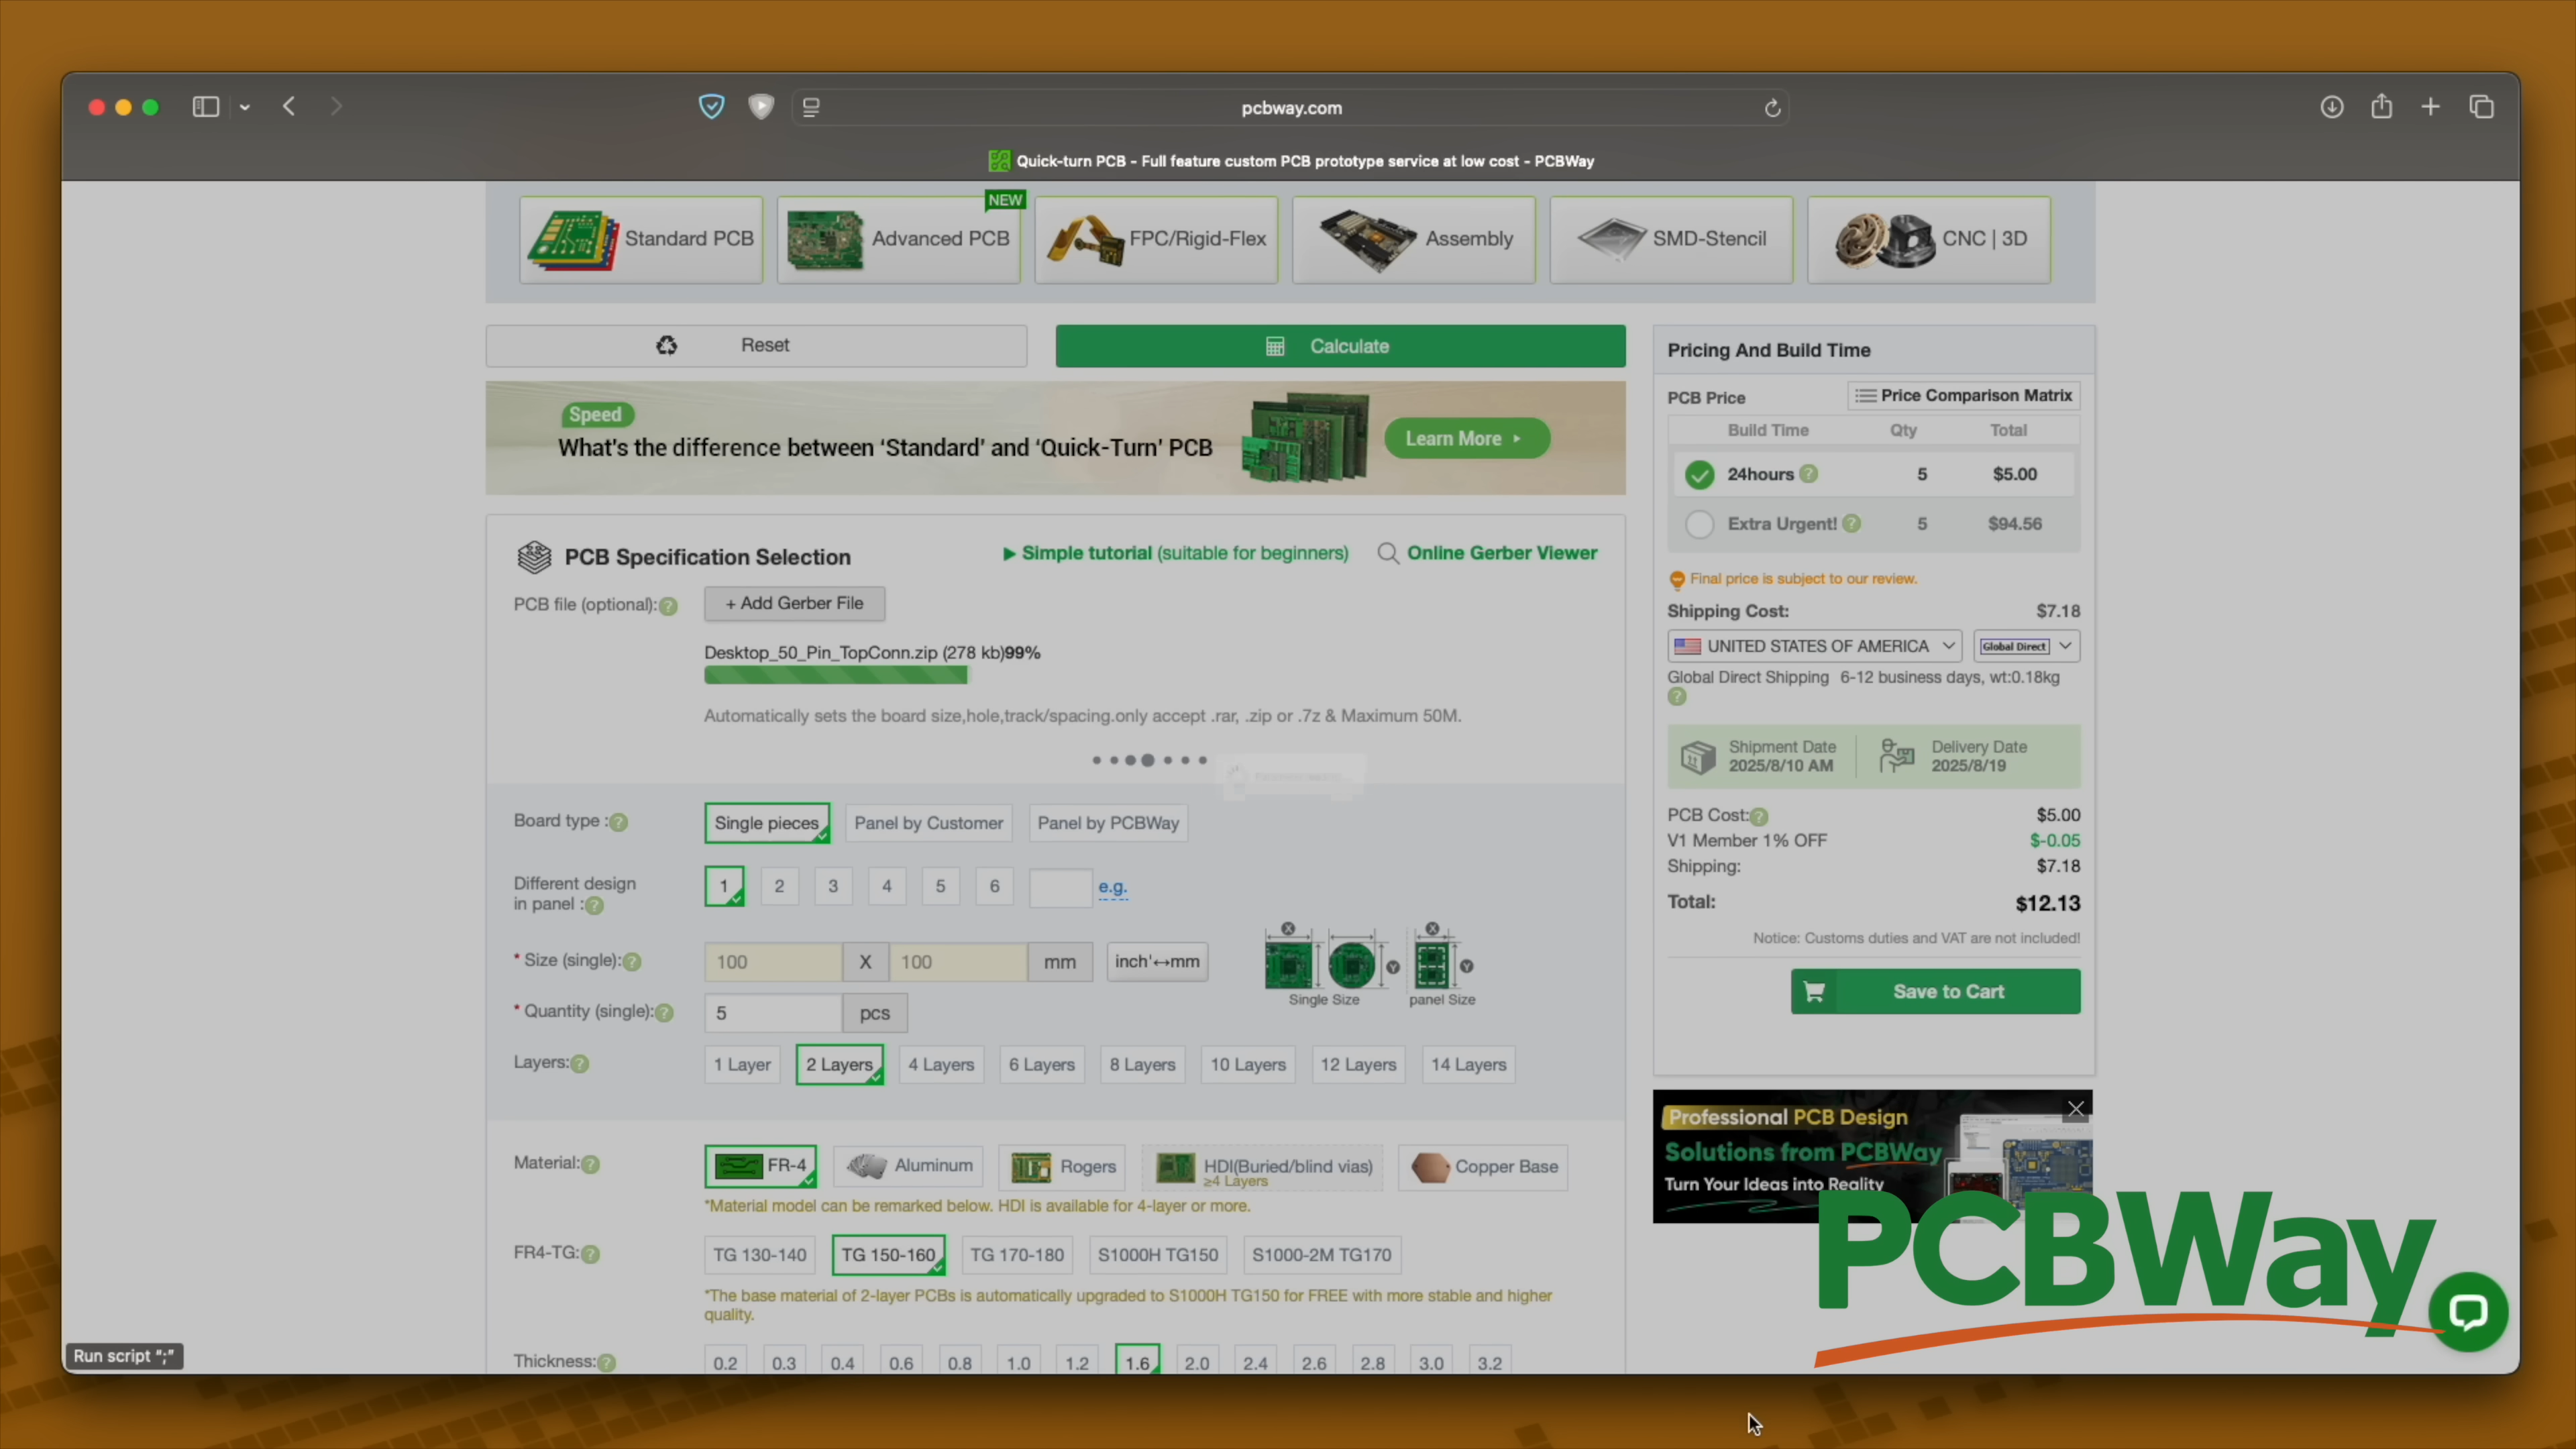 pcbway.com
Quick-turn PCB - Full feature custom PCB prototype service at low cost - PCBWay
NEW
Standard PCB
Advanced PCB
FPC/Rigid-Flex
Assembly
SMD-Stencil
CNC | 3D
Reset
Calculate
Speed
What's the difference between ‘Standard’ and ‘Quick-Turn’ PCB
Learn More
PCB Specification Selection
Simple tutorial (suitable for beginners)
Online Gerber Viewer
PCB file (optional):
+ Add Gerber File
Desktop_50_Pin_TopConn.zip (278 kb)99%
Automatically sets the board size,hole,track/spacing.only accept .rar, .zip or .7z & Maximum 50M.
Board type :
Single pieces
Panel by Customer
Panel by PCBWay
Different design
in panel :
1 2 3 4 5 6
e.g.
* Size (single):
100 X 100 mm
inch'↔mm
X X
Y Y
Single Size
panel Size
* Quantity (single):
5 pcs
Layers:
1 Layer 2 Layers 4 Layers 6 Layers 8 Layers 10 Layers 12 Layers 14 Layers
Material:
FR-4
Aluminum
Rogers
HDI(Buried/blind vias)
≥4 Layers
Copper Base
*Material model can be remarked below. HDI is available for 4-layer or more.
FR4-TG:
TG 130-140 TG 150-160 TG 170-180 S1000H TG150 S1000-2M TG170
*The base material of 2-layer PCBs is automatically upgraded to S1000H TG150 for FREE with more stable and higher
quality.
Thickness:
0.2 0.3 0.4 0.6 0.8 1.0 1.2 1.6 2.0 2.4 2.6 2.8 3.0 3.2
Pricing And Build Time
PCB Price
Price Comparison Matrix
Build Time Qty Total
24hours 5 $5.00
Extra Urgent! 5 $94.56
Final price is subject to our review.
Shipping Cost: $7.18
UNITED STATES OF AMERICA
Global Direct
Global Direct Shipping 6-12 business days, wt:0.18kg
Shipment Date
2025/8/10 AM
Delivery Date
2025/8/19
PCB Cost: $5.00
V1 Member 1% OFF $-0.05
Shipping: $7.18
Total: $12.13
Notice: Customs duties and VAT are not included!
Save to Cart
Professional PCB Design
Solutions from PCBWay
Turn Your Ideas into Reality
PCBWay
Run script “;”